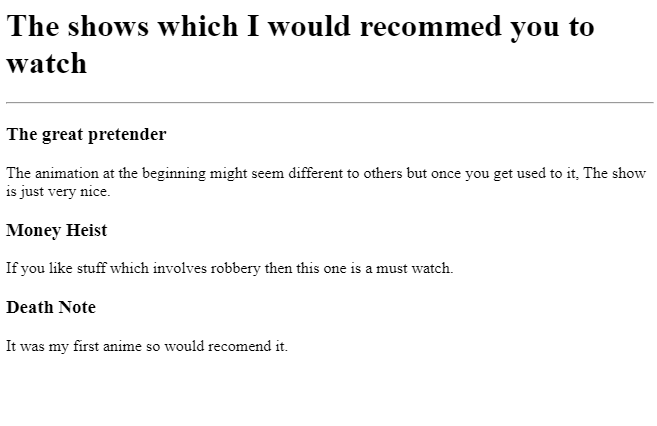 The shows which I would recommed you to
watch
The great pretender
The animation at the beginning might seem different to others but once you get used to it, The show
is just very nice.
Money Heist
If you like stuff which involves robbery then this one is a must watch.
Death Note
It was my first anime so would recomend it.